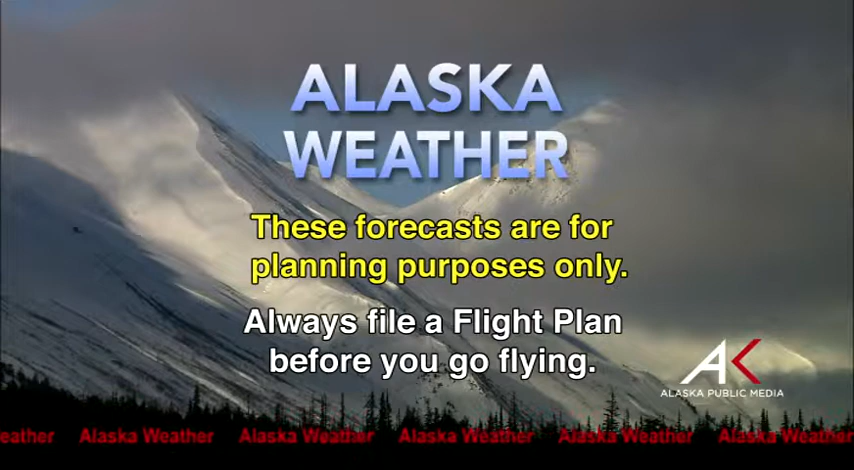 ALASKA
WEATHER
These forecasts are for
planning purposes only.
Always file a Flight Plan
before you go flying.
AK
ALASKA PUBLIC MEDIA
eather Alaska Weather Alaska Weather Alaska Weather Alaska Weather Alaska Weather